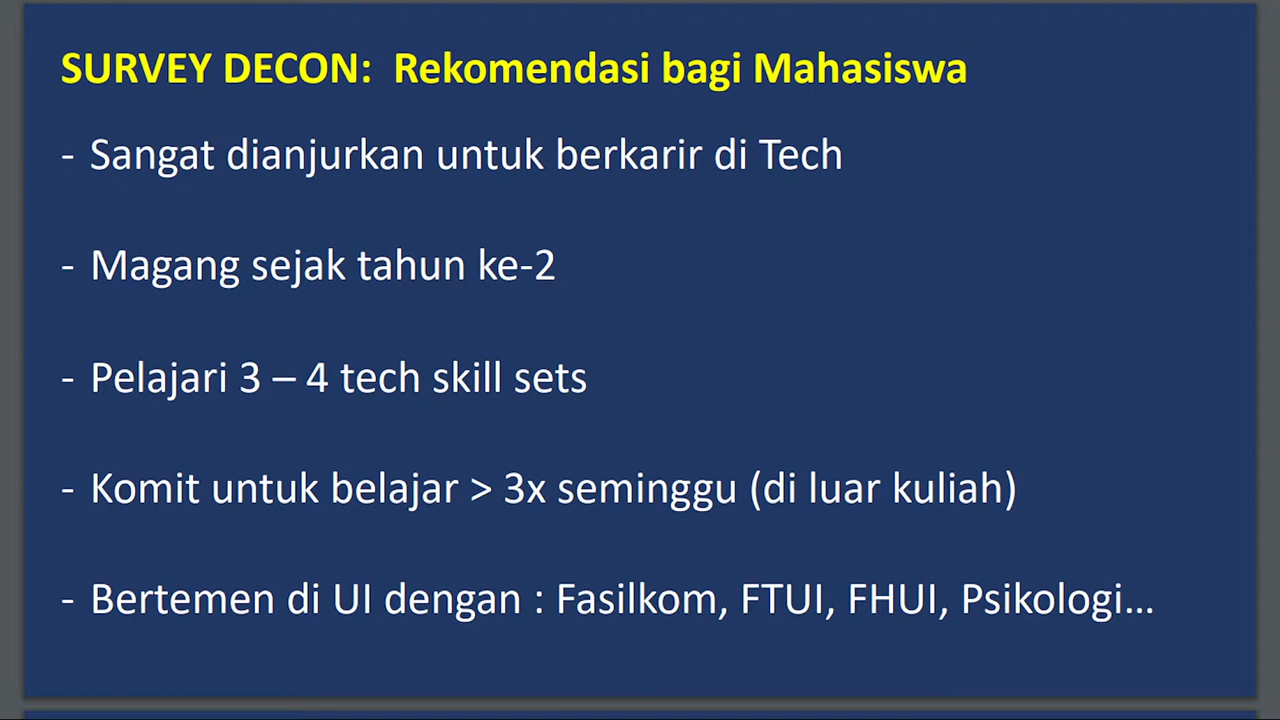 SURVEY DECON: Rekomendasi bagi Mahasiswa
- Sangat dianjurkan untuk berkarir di Tech
- Magang sejak tahun ke-2
- Pelajari 3 – 4 tech skill sets
- Komit untuk belajar > 3x seminggu (di luar kuliah)
- Bertemen di UI dengan : Fasilkom, FTUI, FHUI, Psikologi...